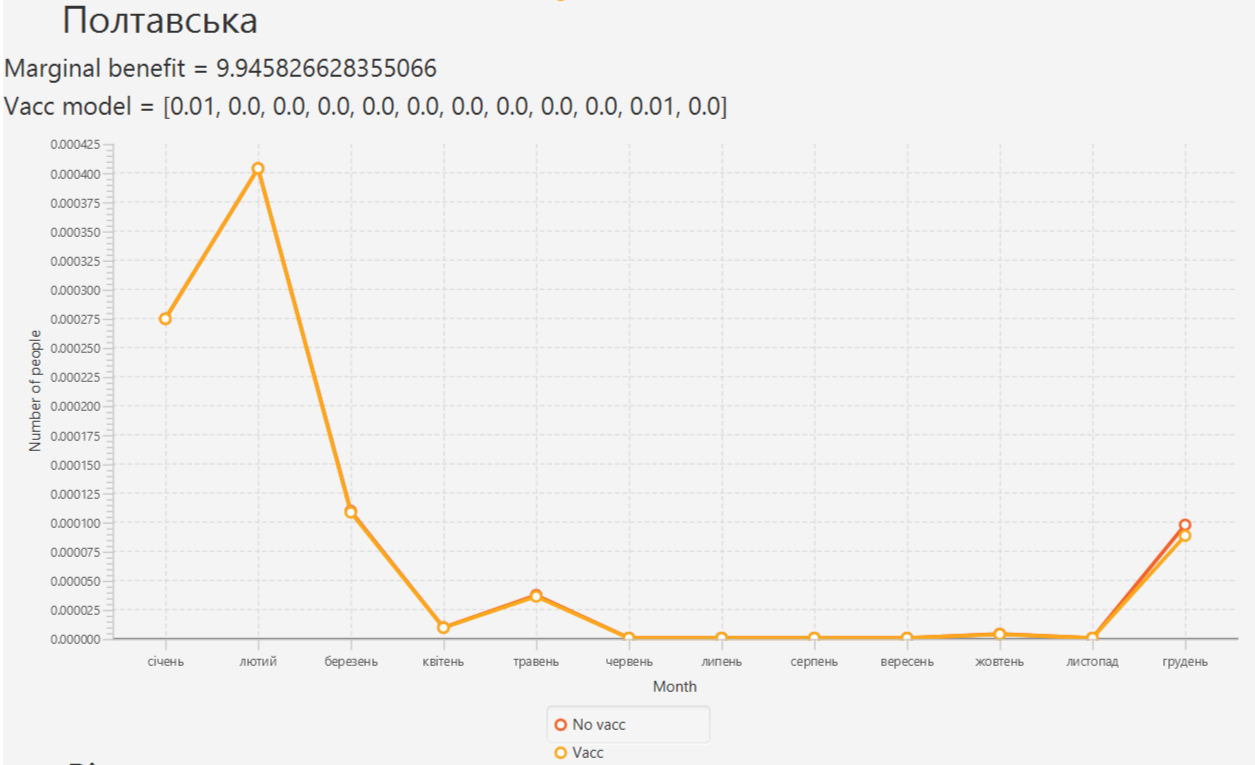 Полтавська
Marginal benefit = 9.945826628355066
Vacc model = [0.01, 0.0, 0.0, 0.0, 0.0, 0.0, 0.0, 0.0, 0.0, 0.0, 0.01, 0.0]
0.000425
0.000400
0.000375
0.000350
0.000325
0.000300
0.000275
0.000250
0.000225
0.000200
0.000175
0.000150
0.000125
0.000100
0.000075
0.000050
0.000025
0.000000
Number of people
січень лютий березень квітень травень червень липень серпень вересень жовтень листопад грудень
Month
No vacc
Vacc